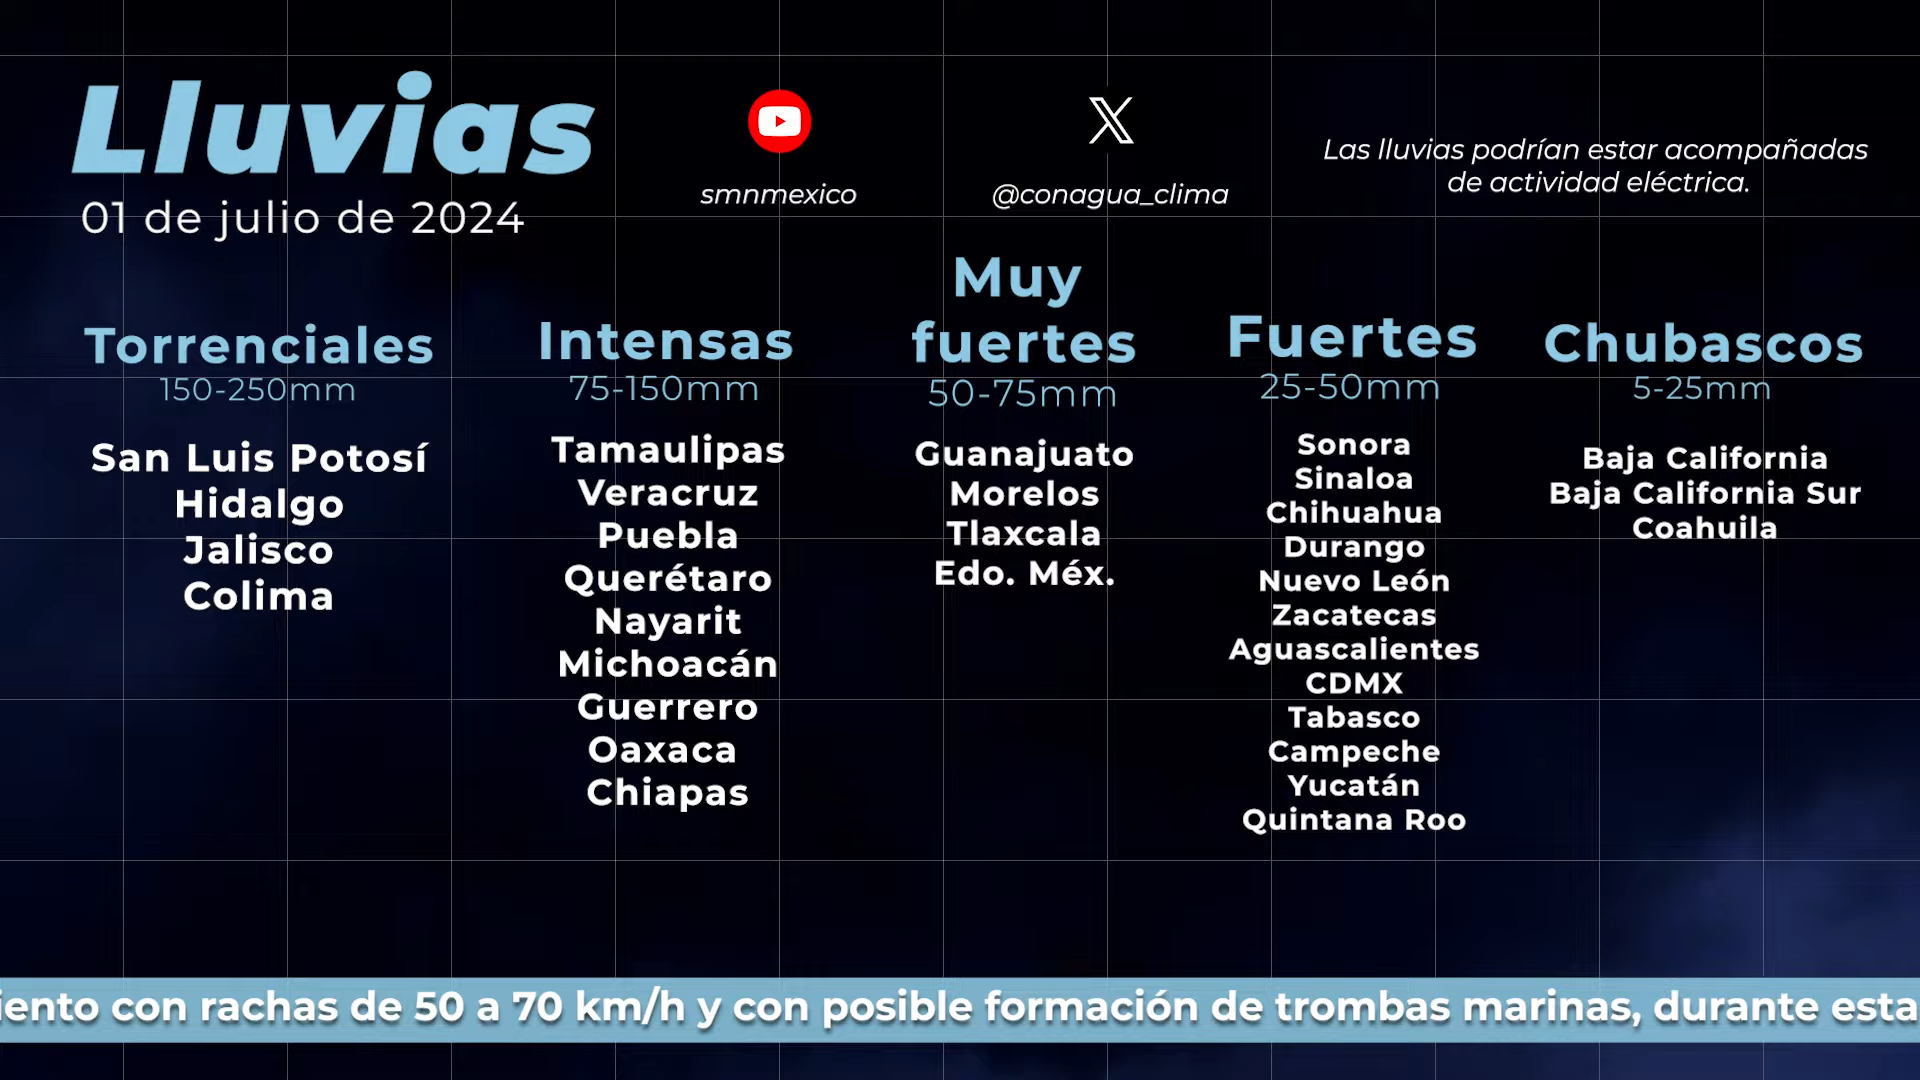 Lluvias
01 de julio de 2024
smnmexico
@conagua_clima
Las lluvias podrían estar acompañadas
de actividad eléctrica.
Torrenciales
150-250mm
San Luis Potosí
Hidalgo
Jalisco
Colima
Intensas
75-150mm
Tamaulipas
Veracruz
Puebla
Querétaro
Nayarit
Michoacán
Guerrero
Oaxaca
Chiapas
Muy
fuertes
50-75mm
Guanajuato
Morelos
Tlaxcala
Edo. Méx.
Fuertes
25-50mm
Sonora
Sinaloa
Chihuahua
Durango
Nuevo León
Zacatecas
Aguascalientes
CDMX
Tabasco
Campeche
Yucatán
Quintana Roo
Chubascos
5-25mm
Baja California
Baja California Sur
Coahuila
iento con rachas de 50 a 70 km/h y con posible formación de trombas marinas, durante esta